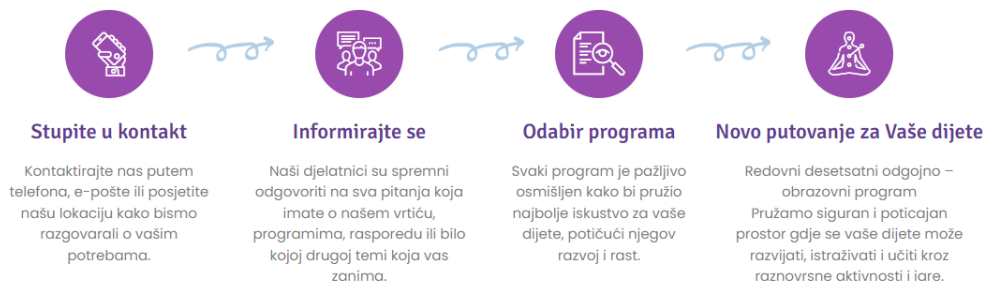 Stupite u kontakt
Kontaktirajte nas putem
telefona, e-pošte ili posjetite
našu lokaciju kako bismo
razgovarali o vašim
potrebama.
Informirajte se
Naši djelatnici su spremni
odgovoriti na sva pitanja koja
imate o našem vrtiću,
programima, rasporedu ili bilo
kojoj drugoj temi koja vas
zanima.
Odabir programa
Svaki program je pažljivo
osmišljen kako bi pružio
najbolje iskustvo za vaše
dijete, potičući njegov
razvoj i rast.
Novo putovanje za Vaše dijete
Redovni desetsatni odgojno –
obrazovni program
Pružamo siguran i poticajan
prostor gdje se vaše dijete može
razvijati, istraživati i učiti kroz
raznovrsne aktivnosti i igre.